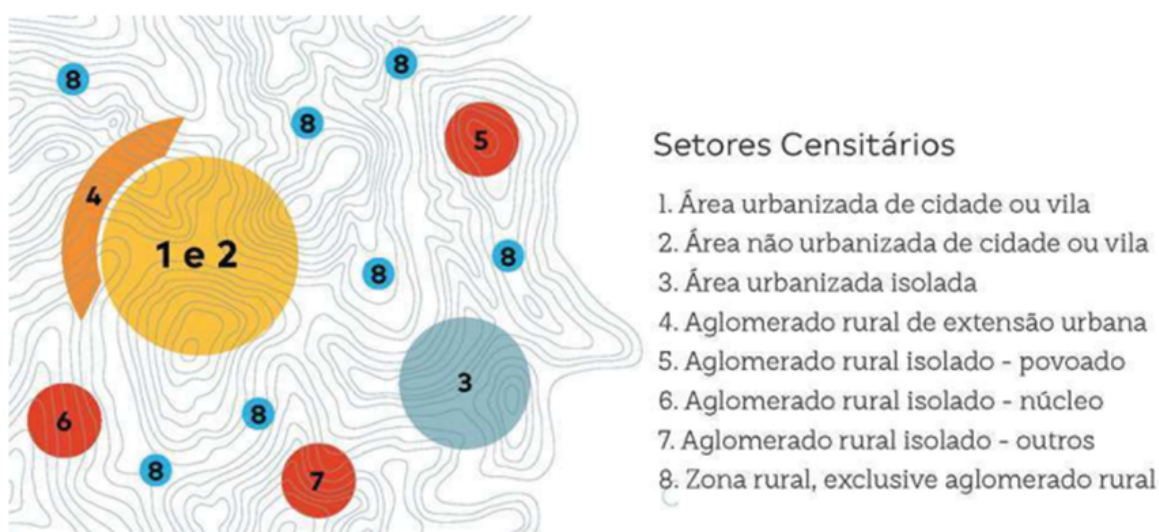 8
8
8
5
4
1 e 2
8
8
3
8
6
8
7
Setores Censitários
1. Área urbanizada de cidade ou vila
2. Área não urbanizada de cidade ou vila
3. Área urbanizada isolada
4. Aglomerado rural de extensão urbana
5. Aglomerado rural isolado - povoado
6. Aglomerado rural isolado - núcleo
7. Aglomerado rural isolado - outros
8. Zona rural, exclusive aglomerado rural